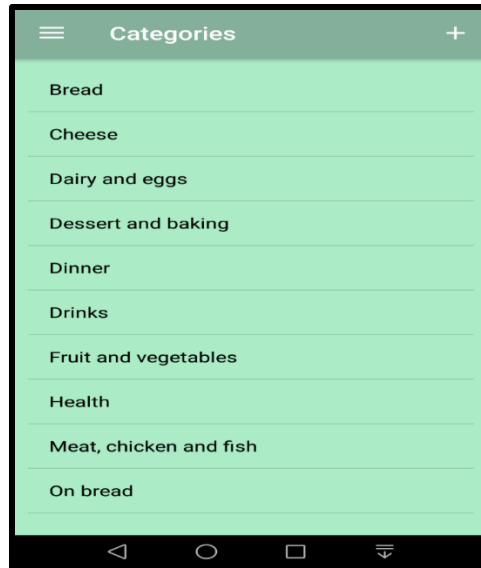 Categories
Bread
Cheese
Dairy and eggs
Dessert and baking
Dinner
Drinks
Fruit and vegetables
Health
Meat, chicken and fish
On bread